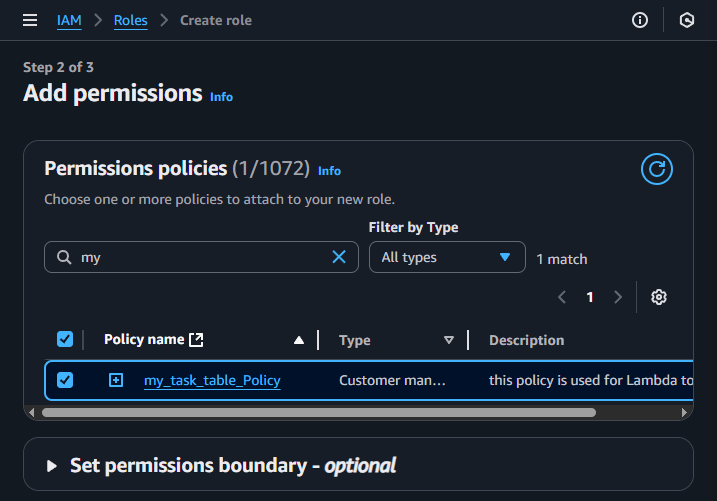 IAM > Roles > Create role
Step 2 of 3
Add permissions Info
Permissions policies (1/1072) Info
Choose one or more policies to attach to your new role.
Filter by Type
my All types 1 match
1
Policy name Type Description
my_task_table_Policy Customer man... this policy is used for Lambda to
Set permissions boundary - optional